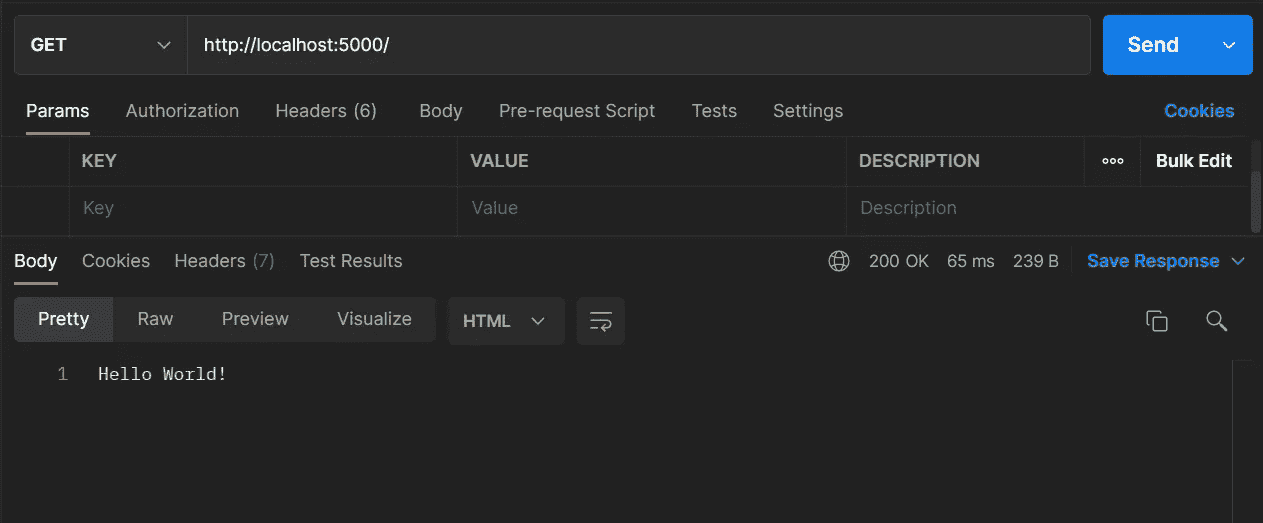 GET http://localhost:5000/ Send
Params Authorization Headers (6) Body Pre-request Script Tests Settings Cookies
KEY VALUE DESCRIPTION Bulk Edit
Key Value Description
Body Cookies Headers (7) Test Results 200 OK 65 ms 239 B Save Response
Pretty Raw Preview Visualize HTML
1 Hello World!